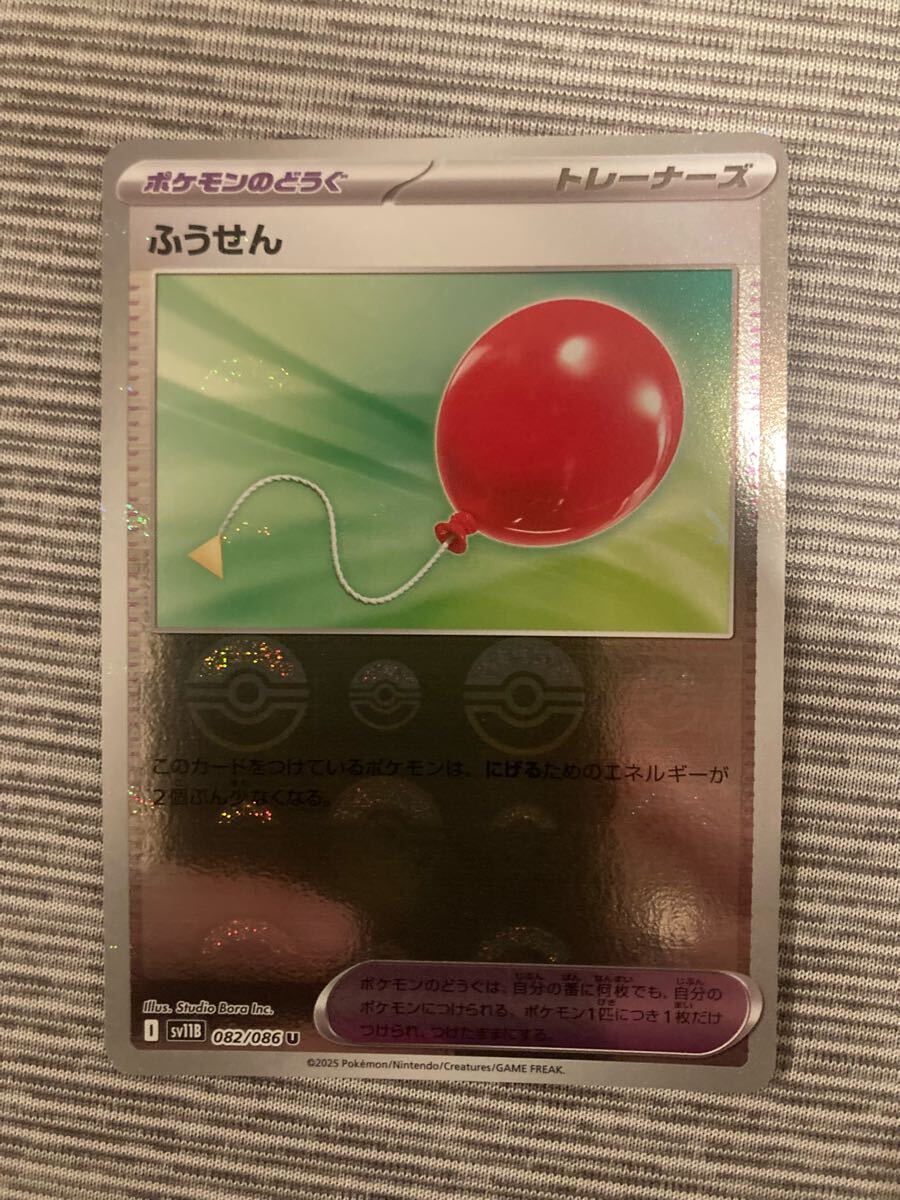 ポケモンのどうぐ
トレーナーズ
ふうせん
このカードをつけているポケモンは、にげるためのエネルギーが
2個ぶん少なくなる。
ポケモンのどうぐは、自分の番に何枚でも、自分の
ポケモンにつけられる。ポケモン1匹につき1枚だけ
つけられ、つけたままにする。
Illus. Studio Bora Inc.
I sv11B 082/086 U
©2025 Pokémon/Nintendo/Creatures/GAME FREAK.